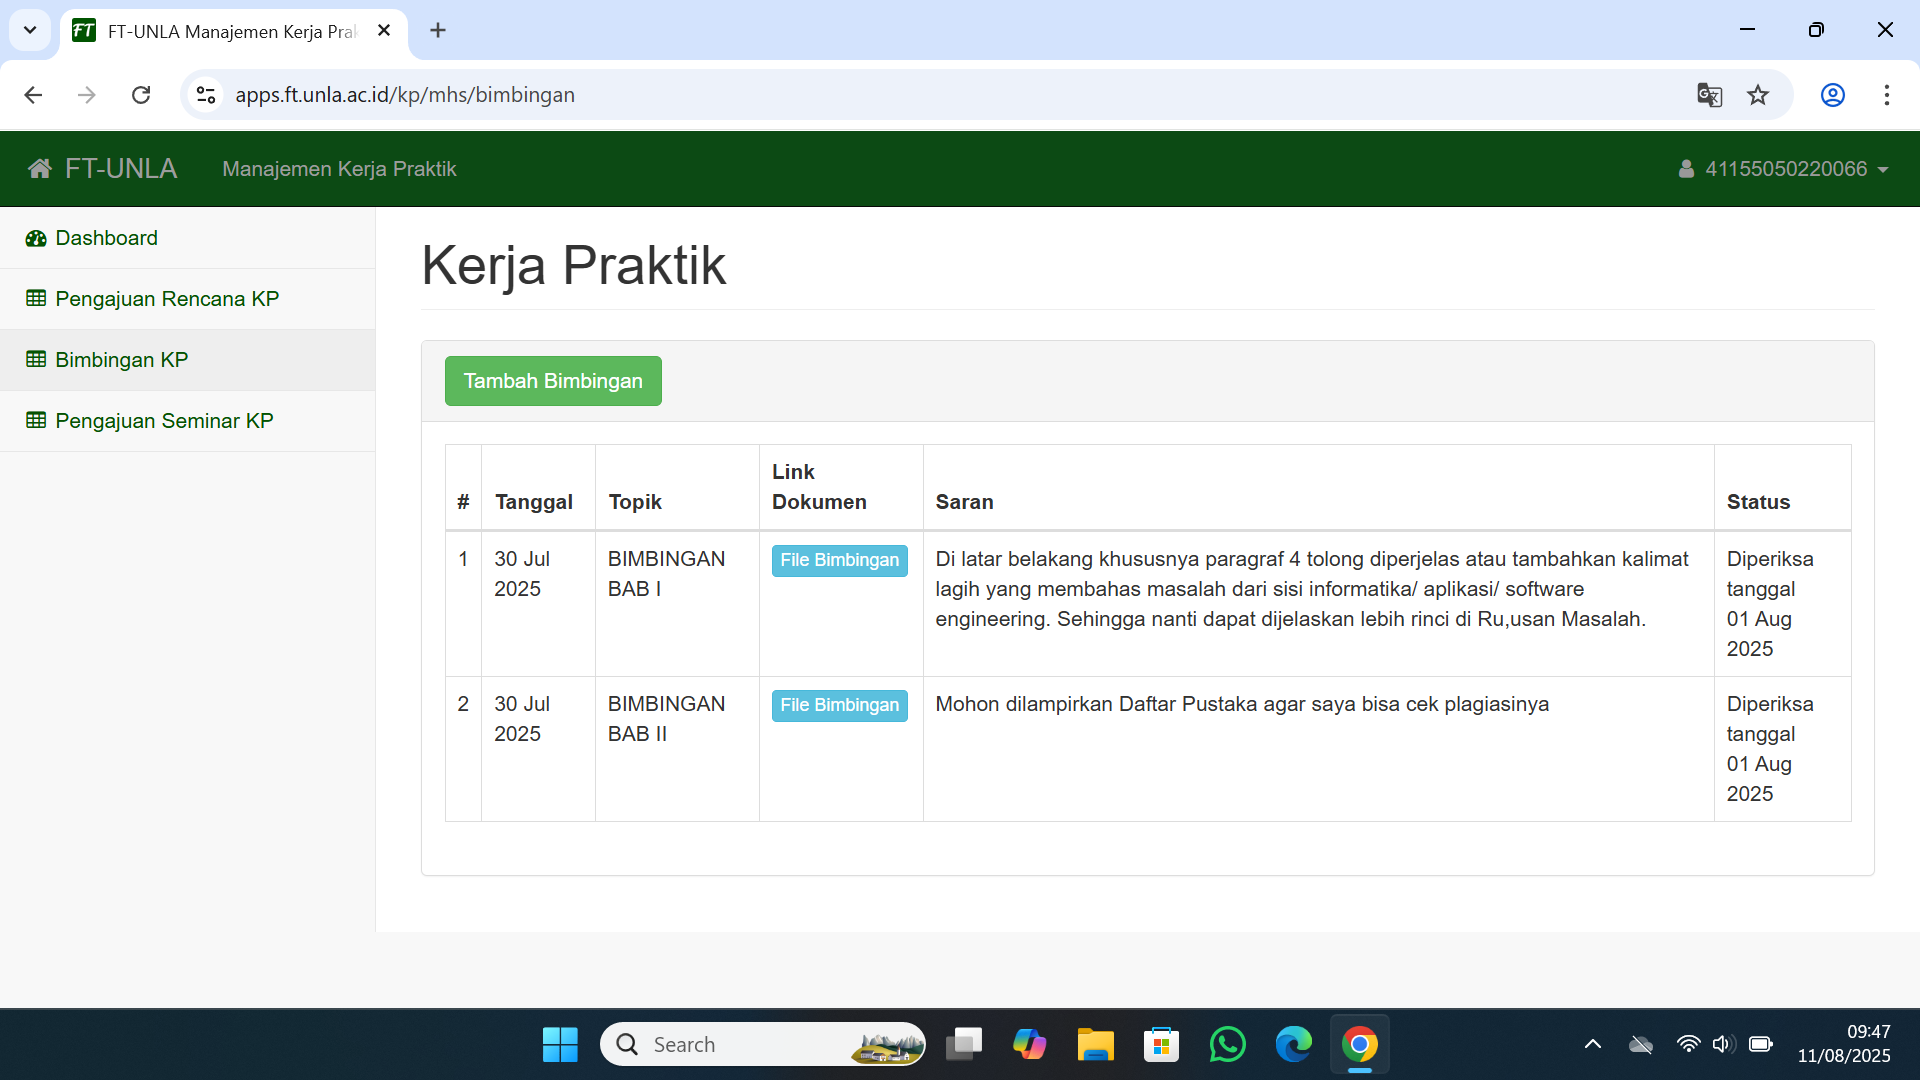 FT-UNLA Manajemen Kerja Pra
apps.ft.unla.ac.id/kp/mhs/bimbingan
FT-UNLA
Manajemen Kerja Praktik
41155050220066
Dashboard
Pengajuan Rencana KP
Bimbingan KP
Pengajuan Seminar KP
Kerja Praktik
Tambah Bimbingan
# Tanggal Topik Link Dokumen Saran Status
1
30 Jul
2025
BIMBINGAN
BAB I
File Bimbingan
Di latar belakang khususnya paragraf 4 tolong diperjelas atau tambahkan kalimat
lagih yang membahas masalah dari sisi informatika/ aplikasi/ software
engineering. Sehingga nanti dapat dijelaskan lebih rinci di Ru,usan Masalah.
Diperiksa
tanggal
01 Aug
2025
2
30 Jul
2025
BIMBINGAN
BAB II
File Bimbingan
Mohon dilampirkan Daftar Pustaka agar saya bisa cek plagiasinya
Diperiksa
tanggal
01 Aug
2025
Search
09:47
11/08/2025